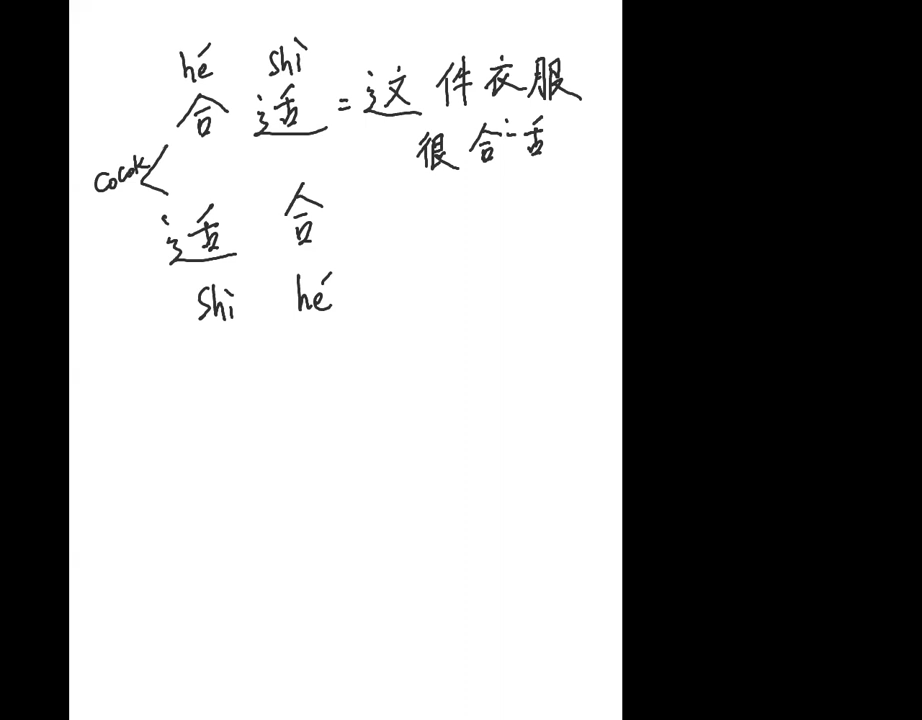 hé shì
合 适 = 这 件 衣 服
很 合 适
cocok
适 合
shì hé